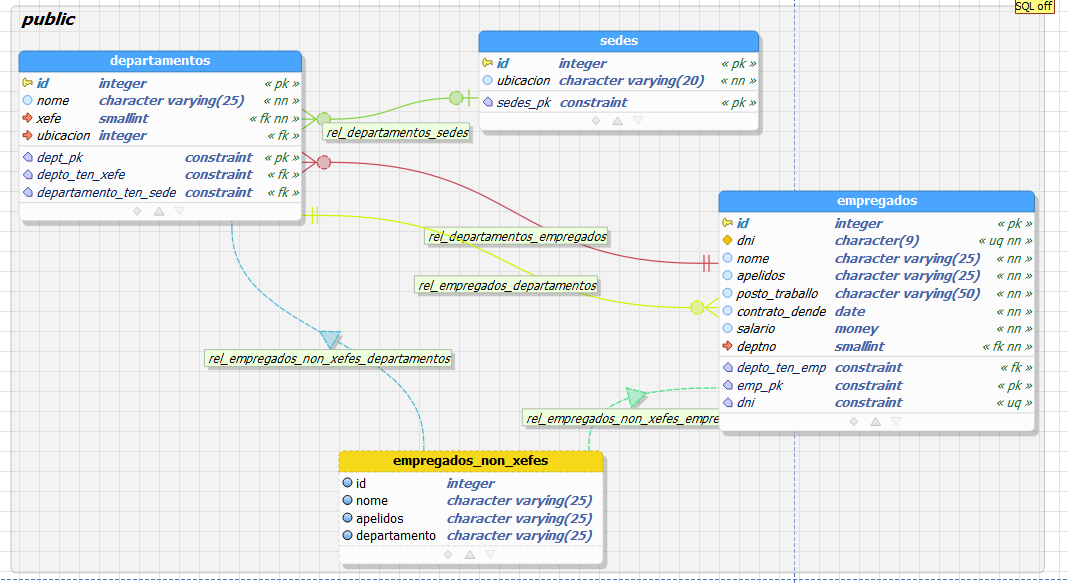 SQL off
public
departamentos
id integer « pk »
nome character varying(25) « nn »
xefe smallint « fk nn »
ubicacion integer « fk »
dept_pk constraint « pk »
depto_ten_xefe constraint « fk »
departamento_ten_sede constraint « fk »
sedes
id integer « pk »
ubicacion character varying(20) « nn »
sedes_pk constraint « pk »
rel_departamentos_sedes
empregados
id integer « pk »
dni character(9) « uq nn »
nome character varying(25) « nn »
apelidos character varying(25) « nn »
posto_traballo character varying(50) « nn »
contrato_dende date « nn »
salario money « nn »
deptno smallint « fk nn »
depto_ten_emp constraint « fk »
emp_pk constraint « pk »
dni constraint « uq »
rel_departamentos_empregados
rel_empregados_departamentos
rel_empregados_non_xefes_departamentos
rel_empregados_non_xefes_empre
empregados_non_xefes
id integer
nome character varying(25)
apelidos character varying(25)
departamento character varying(25)